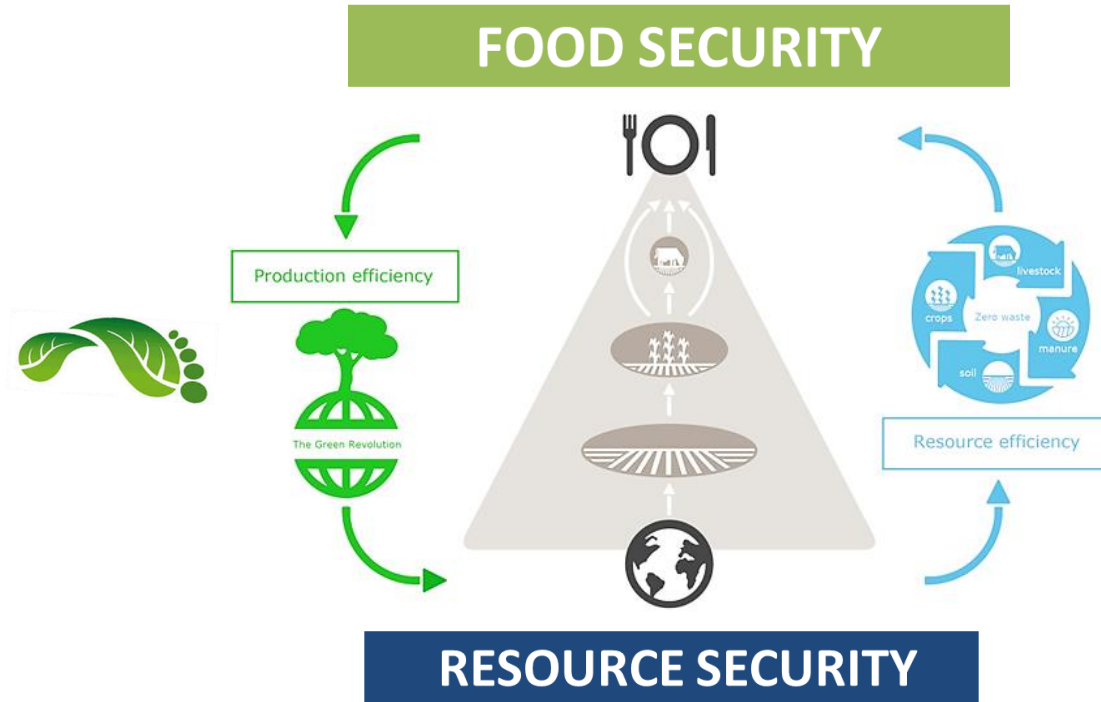 FOOD SECURITY
Production efficiency
The Green Revolution
livestock
crops
Zero waste
manure
soil
Resource efficiency
RESOURCE SECURITY